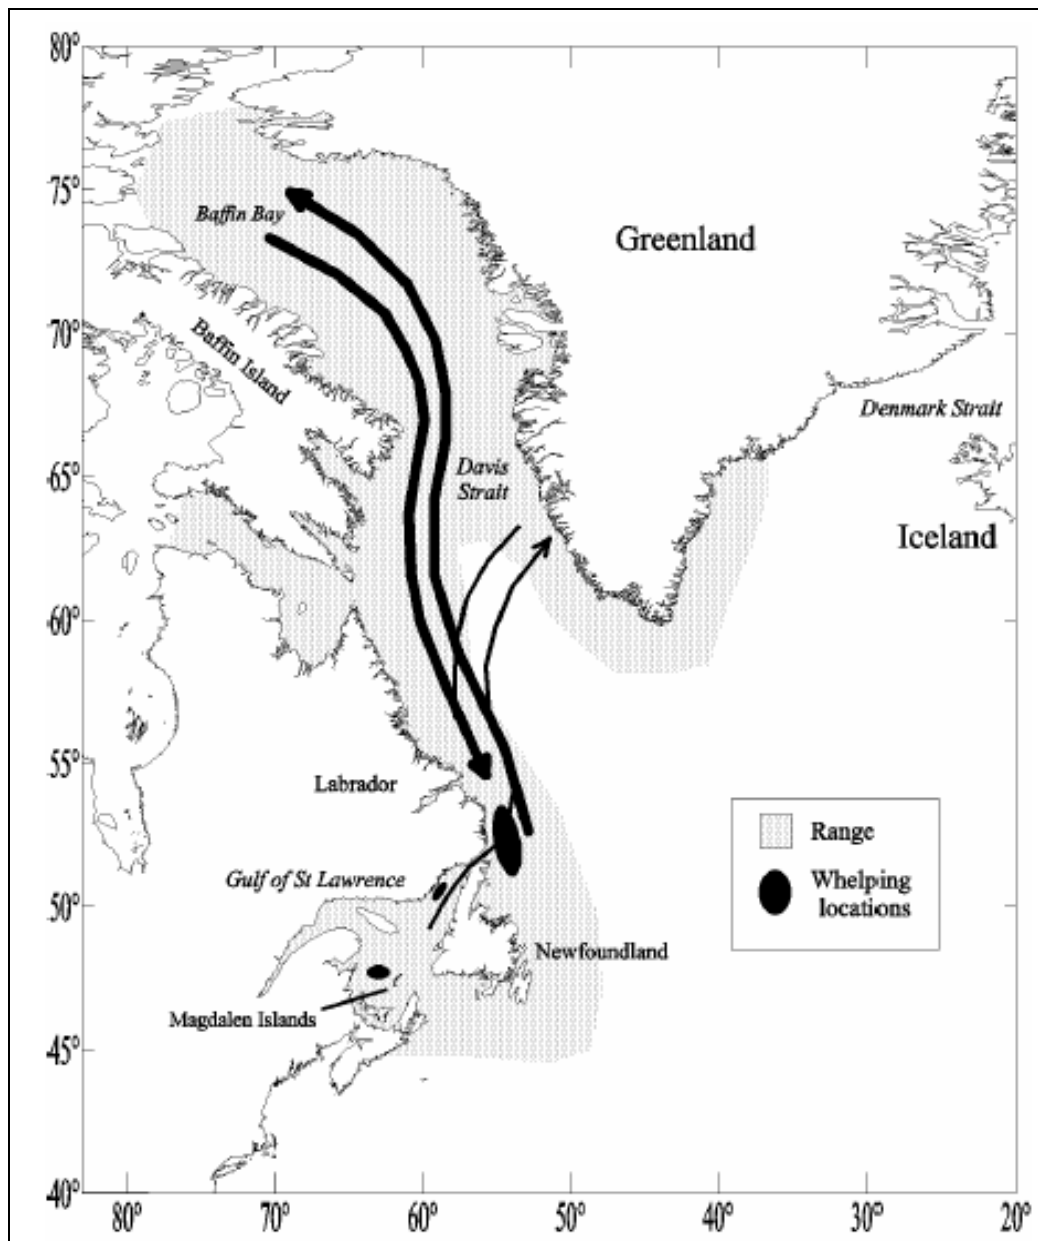 80°
75°
Baffin Bay
Greenland
70°
Baffin Island
Denmark Strait
Davis
Strait
65°
Iceland
60°
55°
Labrador
Range
Gulf of St Lawrence
Whelping
locations
50°
Newfoundland
Magdalen Islands
45°
40°
80° 70° 60° 50° 40° 30° 20°